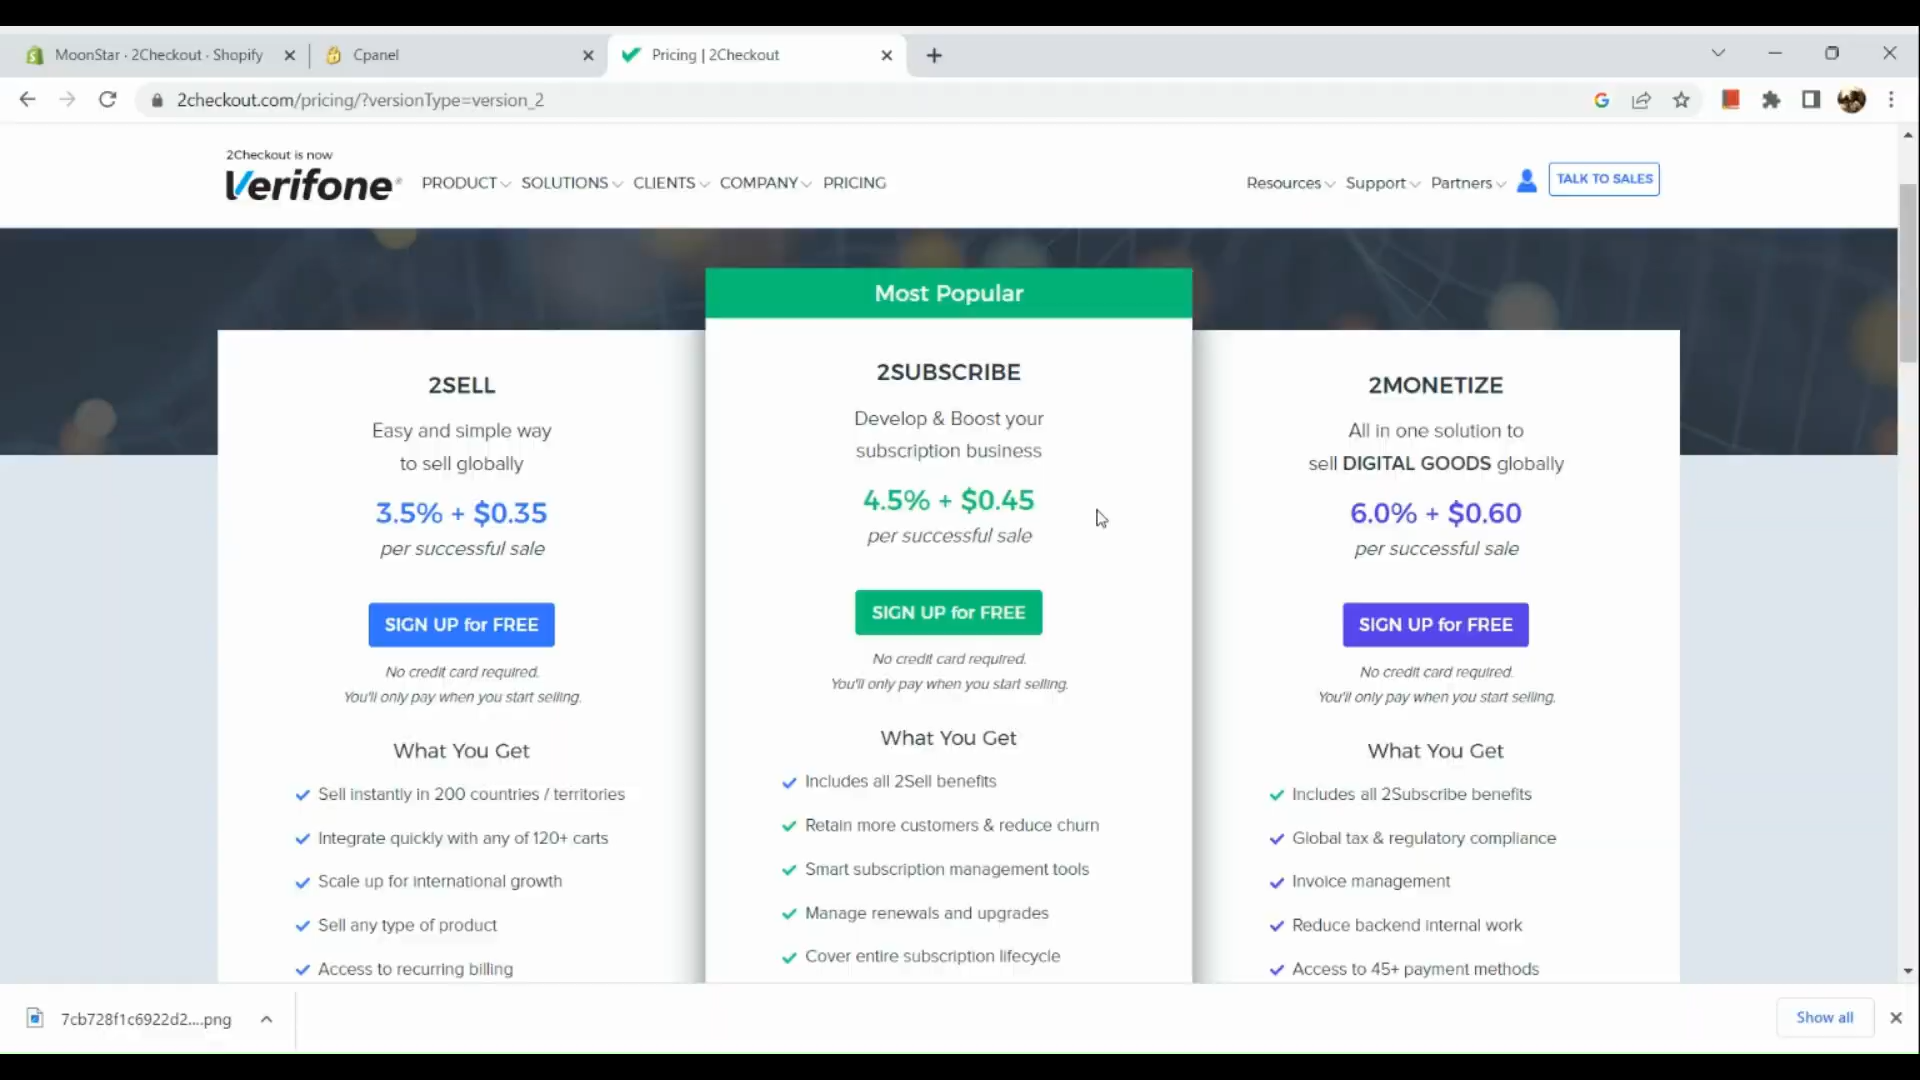 MoonStar · 2Checkout · Shopify
Cpanel
Pricing | 2Checkout
2checkout.com/pricing/?versionType=version_2
2Checkout is now
Verifone
PRODUCT
SOLUTIONS
CLIENTS
COMPANY
PRICING
Resources
Support
Partners
TALK TO SALES
Most Popular
2SELL
Easy and simple way
to sell globally
3.5% + $0.35
per successful sale
SIGN UP for FREE
No credit card required.
You'll only pay when you start selling.
What You Get
Sell instantly in 200 countries / territories
Integrate quickly with any of 120+ carts
Scale up for international growth
Sell any type of product
Access to recurring billing
2SUBSCRIBE
Develop & Boost your
subscription business
4.5% + $0.45
per successful sale
SIGN UP for FREE
No credit card required.
You'll only pay when you start selling.
What You Get
Includes all 2Sell benefits
Retain more customers & reduce churn
Smart subscription management tools
Manage renewals and upgrades
Cover entire subscription lifecycle
2MONETIZE
All in one solution to
sell DIGITAL GOODS globally
6.0% + $0.60
per successful sale
SIGN UP for FREE
No credit card required.
You'll only pay when you start selling.
What You Get
Includes all 2Subscribe benefits
Global tax & regulatory compliance
Invoice management
Reduce backend internal work
Access to 45+ payment methods
7cb728f1c6922d2....png
Show all